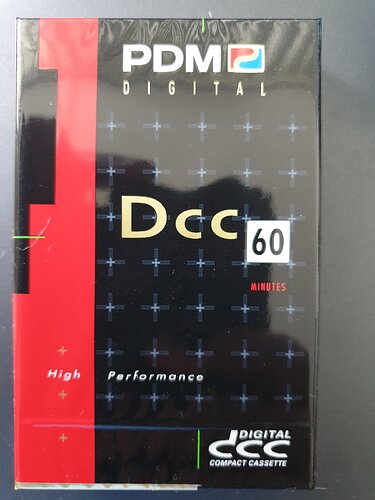 PDM
DIGITAL
Dcc 60
MINUTES
High Performance
DIGITAL
dcc
COMPACT CASSETTE